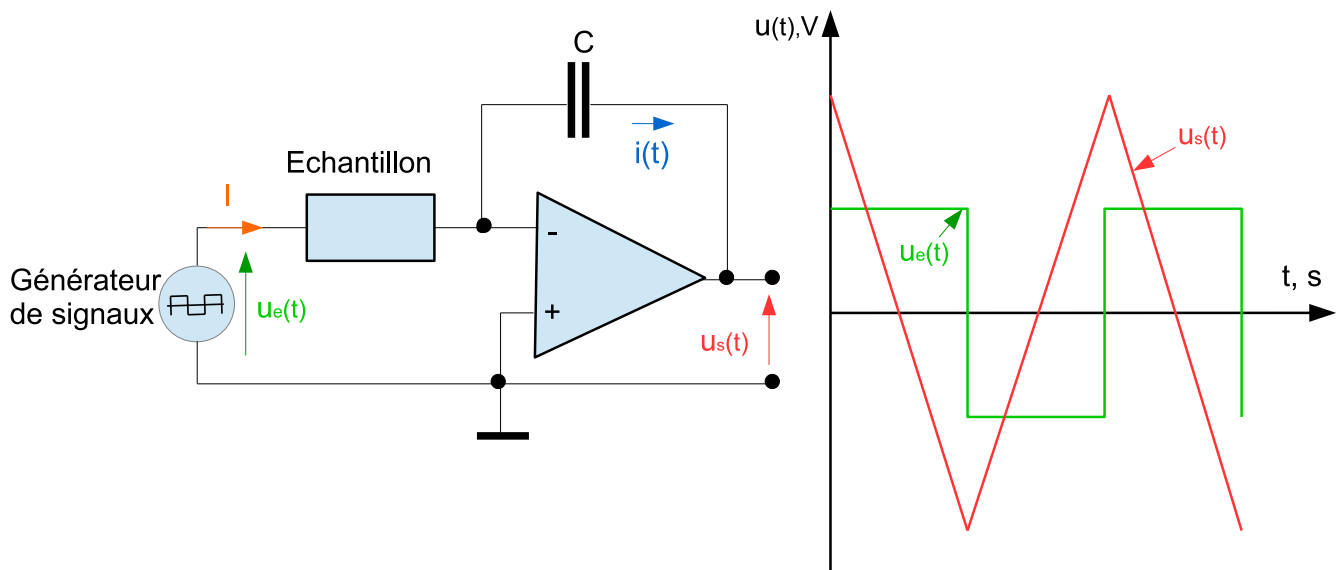 C
i(t)
Echantillon
I
-
+
Générateur
de signaux
ue(t)
us(t)
u(t),V
us(t)
ue(t)
t, s